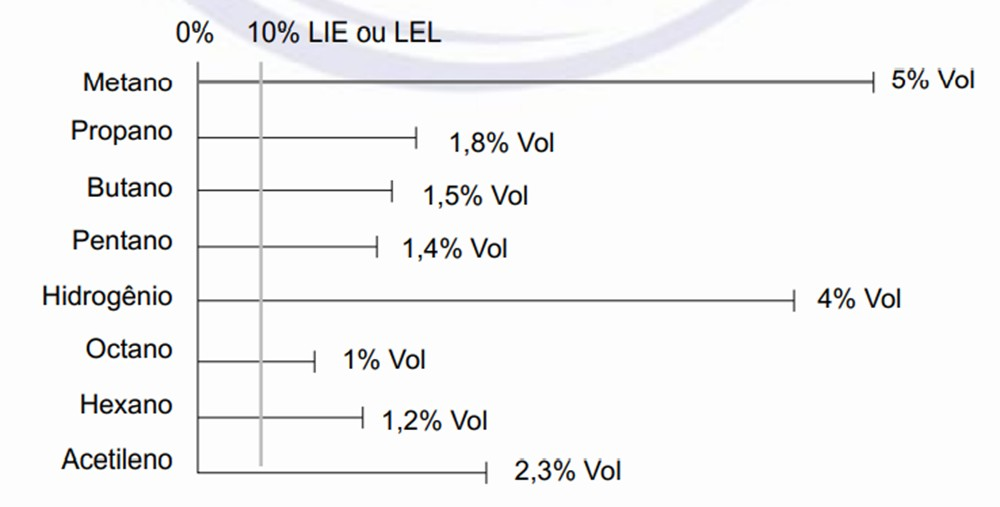 0% 10% LIE ou LEL
Metano 5% Vol
Propano 1,8% Vol
Butano 1,5% Vol
Pentano 1,4% Vol
Hidrogênio 4% Vol
Octano 1% Vol
Hexano 1,2% Vol
Acetileno 2,3% Vol